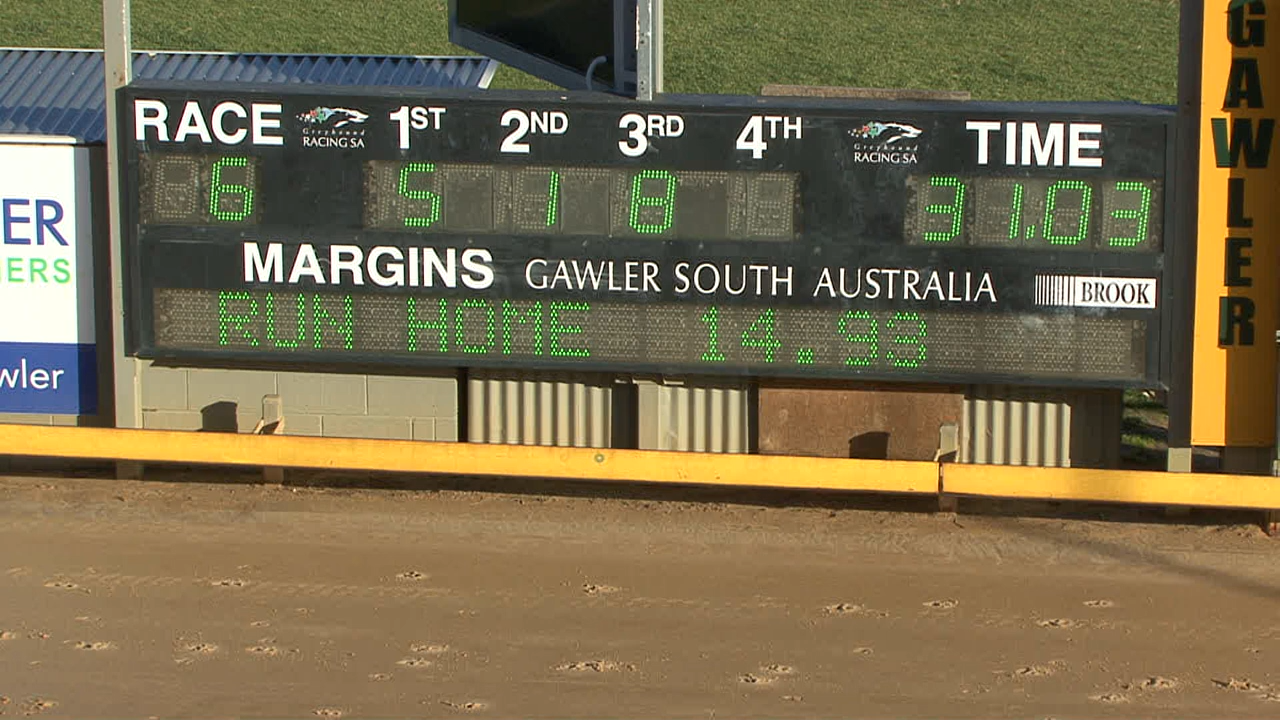 RACE 1ST 2ND 3RD 4TH TIME
Greyhound RACING SA
Greyhound RACING SA
6 5 1 8 31.03
MARGINS GAWLER SOUTH AUSTRALIA BROOK
RUN HOME 14.93
ER
NERS
wler
GAWLER